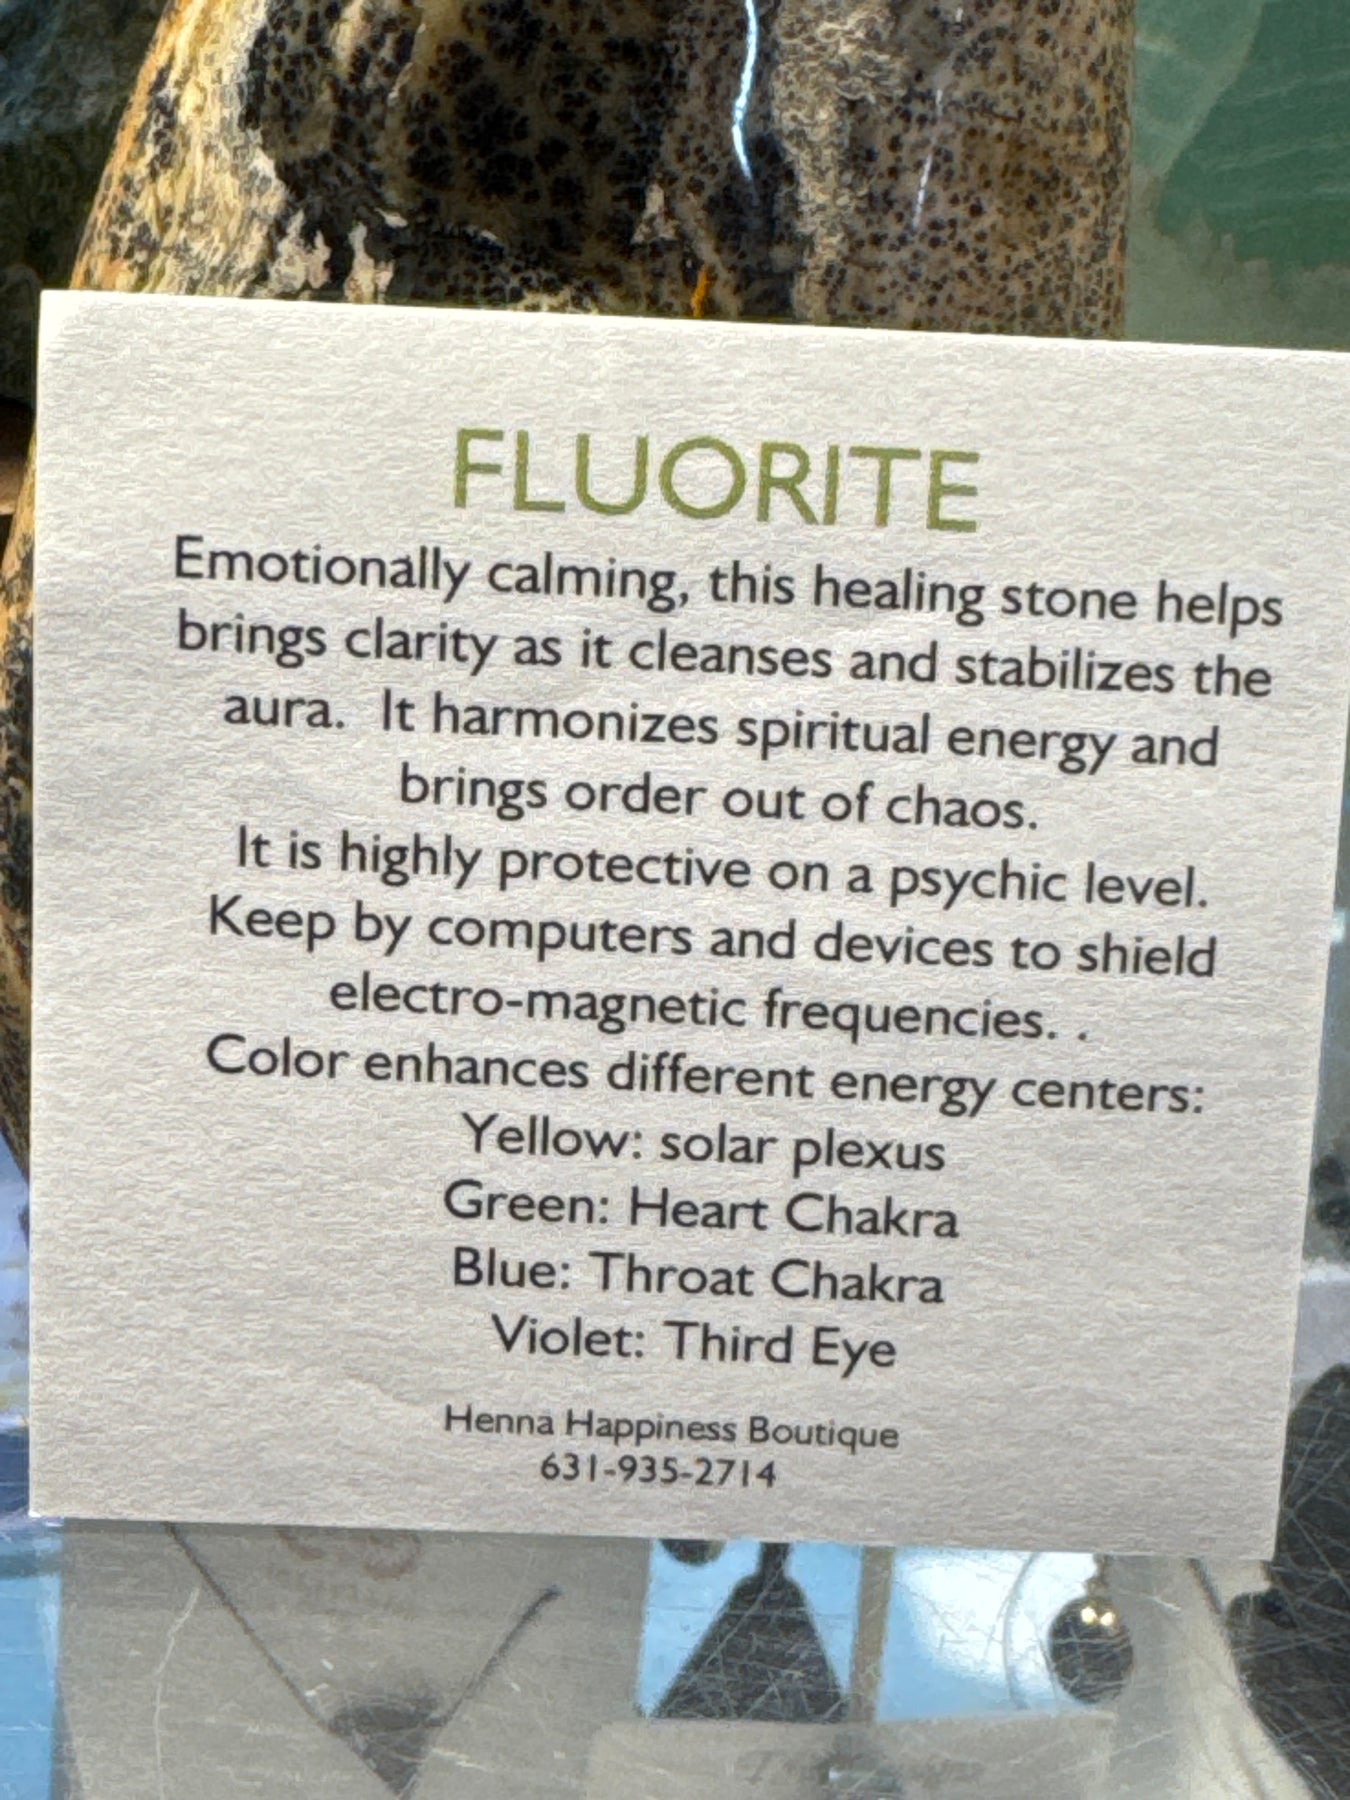 FLUORITE
Emotionally calming, this healing stone helps
brings clarity as it cleanses and stabilizes the
aura.  It harmonizes spiritual energy and
brings order out of chaos.
It is highly protective on a psychic level.
Keep by computers and devices to shield
electro-magnetic frequencies. .
Color enhances different energy centers:
Yellow: solar plexus
Green: Heart Chakra
Blue: Throat Chakra
Violet: Third Eye
Henna Happiness Boutique
631-935-2714